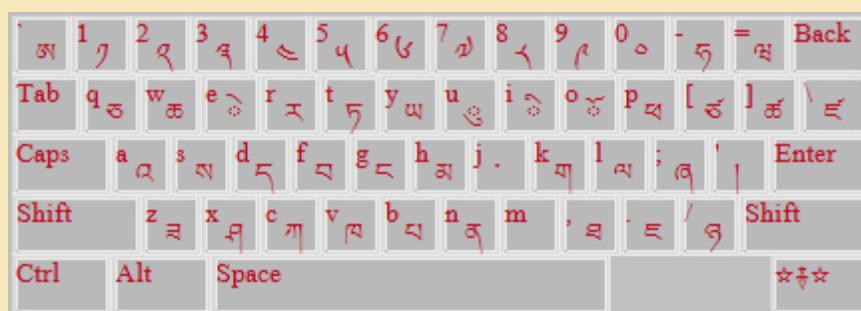 ` ཨ 1 ༡ 2 ༢ 3 ༣ 4 ༤ 5 ༥ 6 ༦ 7 ༧ 8 ༨ 9 ༩ 0 ༠ - ཧ = ཝ Back
Tab q ཅ w ཆ e ◌ེ r ར t ཏ y ཡ u ◌ུ i ◌ི o ◌ོ p ཕ [ ཙ ] ཚ \ ཛ
Caps a འ s ས d ད f བ g ང h མ j ་ k ག l ལ ; ཞ ' ། Enter
Shift z ཟ x ཤ c ཀ v ཁ b པ n ན m , ཐ . ཇ / ཉ Shift
Ctrl Alt Space